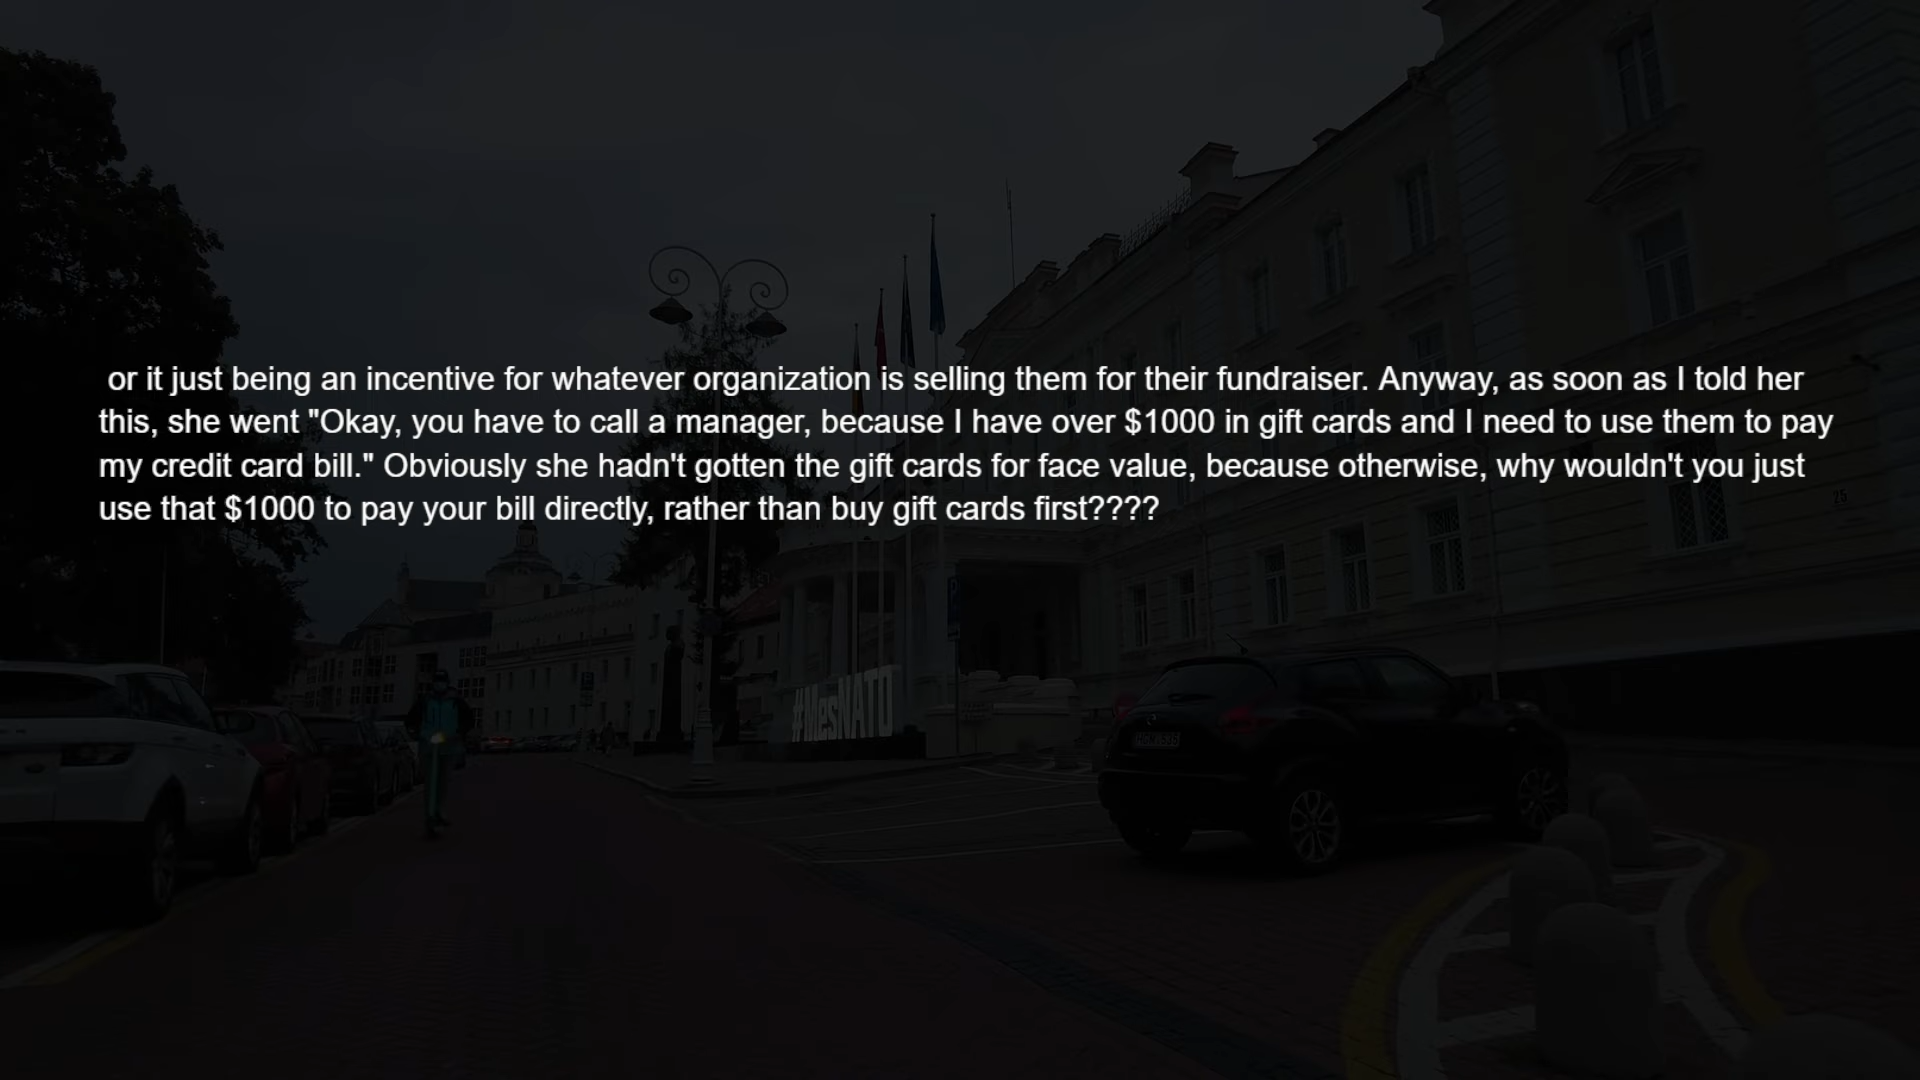 or it just being an incentive for whatever organization is selling them for their fundraiser. Anyway, as soon as I told her
this, she went "Okay, you have to call a manager, because I have over $1000 in gift cards and I need to use them to pay
my credit card bill." Obviously she hadn't gotten the gift cards for face value, because otherwise, why wouldn't you just
use that $1000 to pay your bill directly, rather than buy gift cards first????
25
#MesNATO